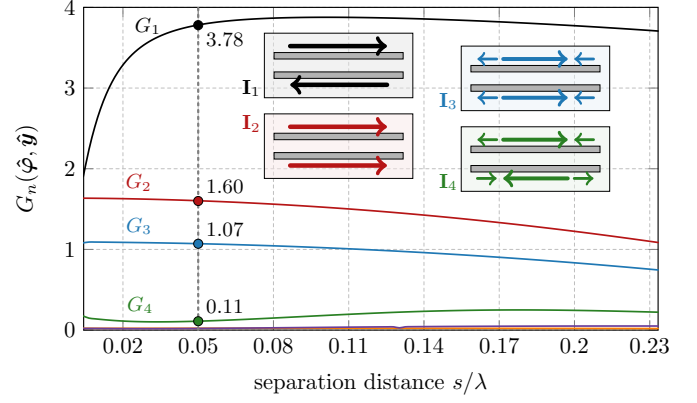 4
3
2
1
0
G_n(φ̂, ŷ)
G₁
3.78
I₁
I₂
I₃
I₄
G₂
1.60
G₃
1.07
G₄
0.11
0.02 0.05 0.08 0.11 0.14 0.17 0.2 0.23
separation distance s/λ